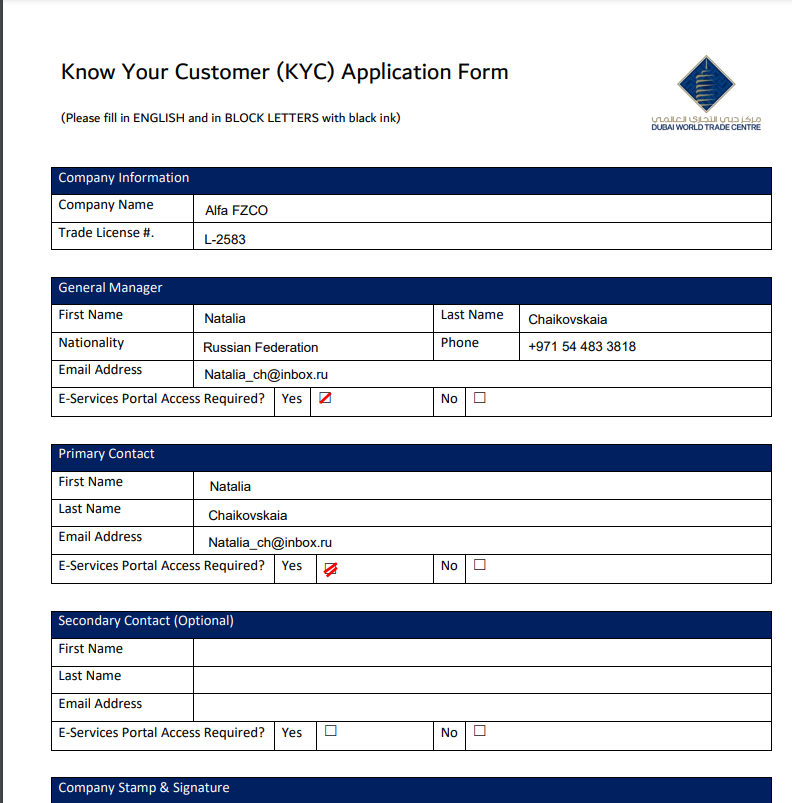 Know Your Customer (KYC) Application Form
(Please fill in ENGLISH and in BLOCK LETTERS with black ink)
مركز دبي التجاري العالمي
DUBAI WORLD TRADE CENTRE
Company Information
Company Name Alfa FZCO
Trade License #. L-2583
General Manager
First Name Natalia Last Name Chaikovskaia
Nationality Russian Federation Phone +971 54 483 3818
Email Address Natalia_ch@inbox.ru
E-Services Portal Access Required? Yes No
Primary Contact
First Name Natalia
Last Name Chaikovskaia
Email Address Natalia_ch@inbox.ru
E-Services Portal Access Required? Yes No
Secondary Contact (Optional)
First Name
Last Name
Email Address
E-Services Portal Access Required? Yes No
Company Stamp & Signature